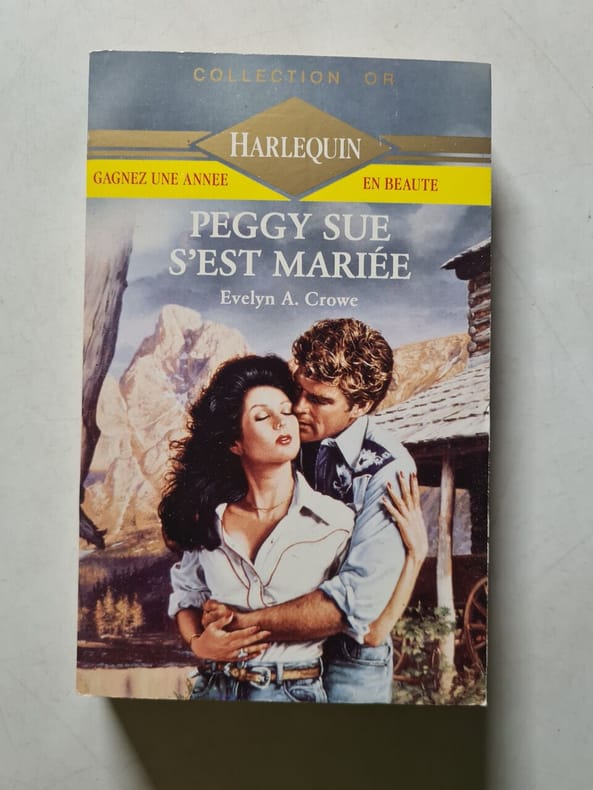 COLLECTION OR
HARLEQUIN
GAGNEZ UNE ANNEE EN BEAUTE
PEGGY SUE
S'EST MARIÉE
Evelyn A. Crowe